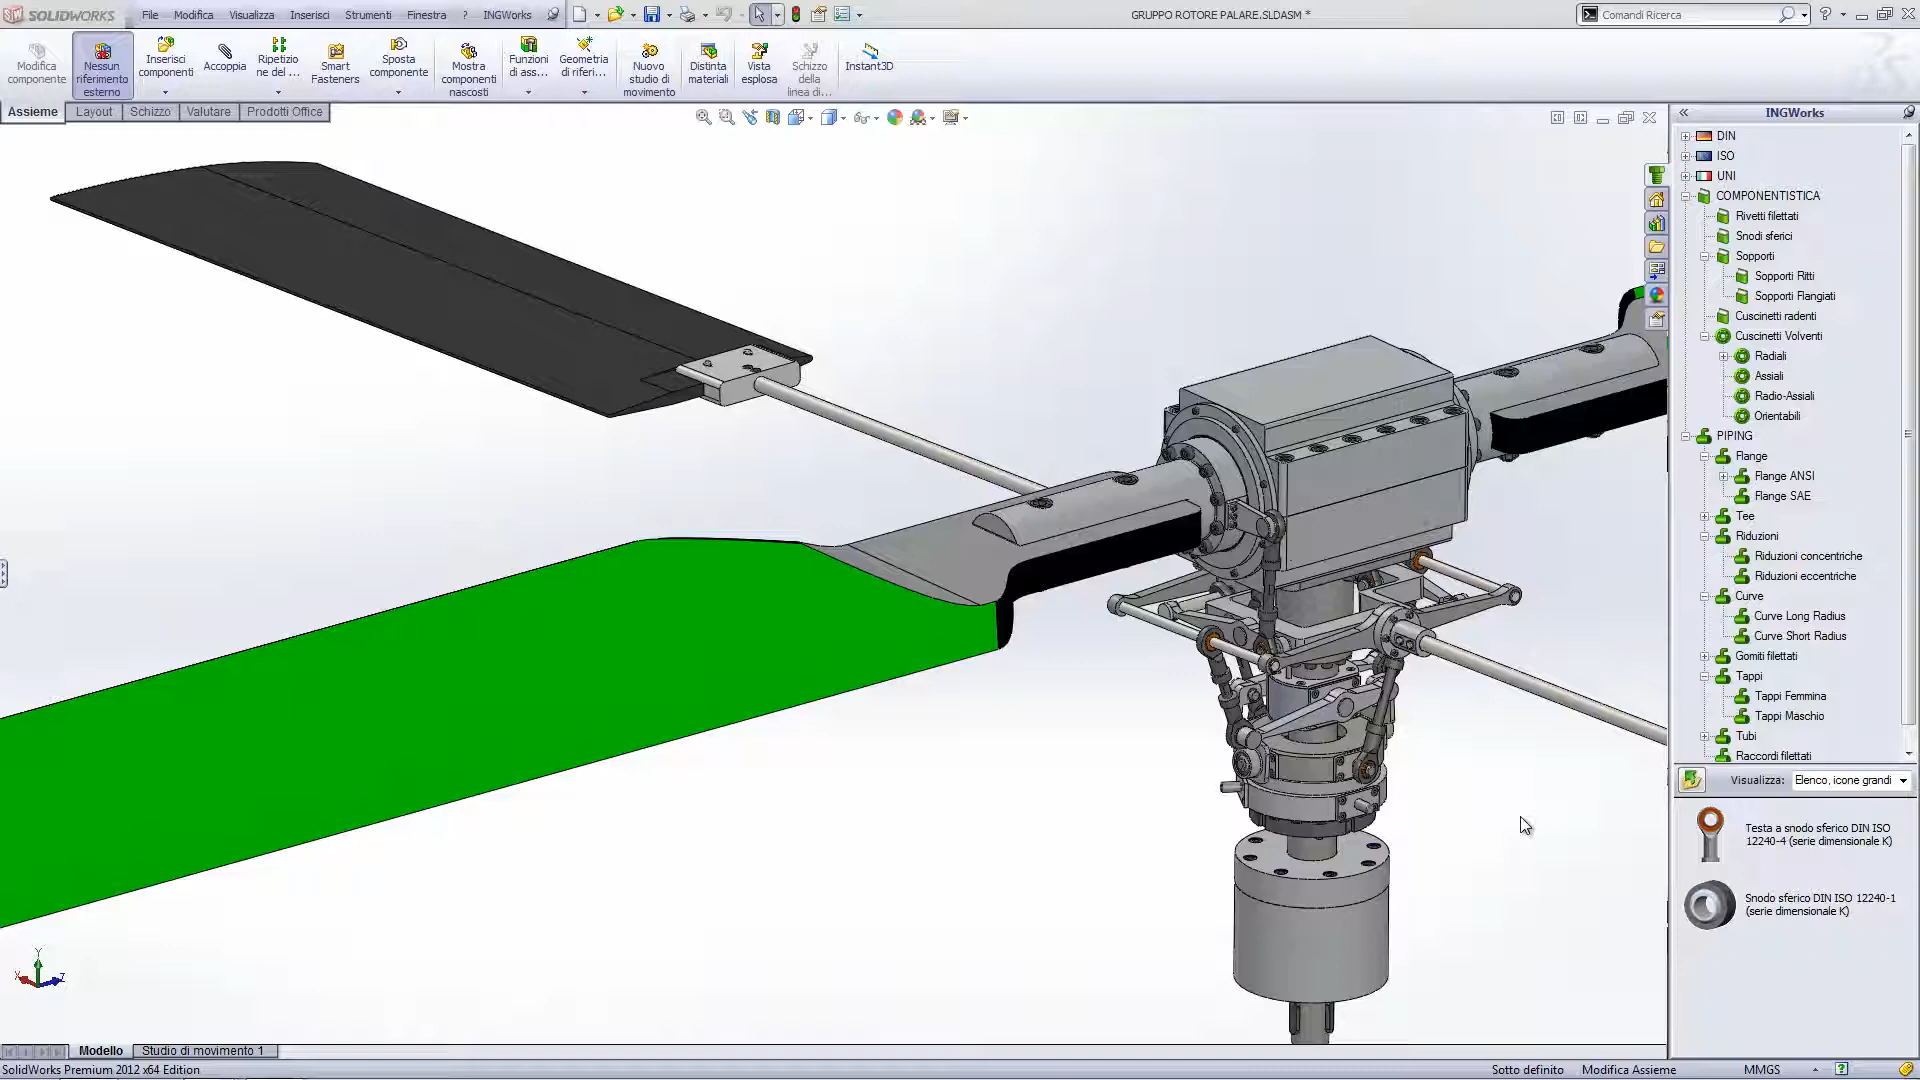 SOLIDWORKS
File Modifica Visualizza Inserisci Strumenti Finestra ? INGWorks
GRUPPO ROTORE PALARE.SLDASM *
Comandi Ricerca
?
Modifica
componente
Nessun
riferimento
esterno
Inserisci
componenti
Accoppia
Ripetizio
ne del ...
Smart
Fasteners
Sposta
componente
Mostra
componenti
nascosti
Funzioni
di ass...
Geometria
di riferi...
Nuovo
studio di
movimento
Distinta
materiali
Vista
esplosa
Schizzo
della
linea di...
Instant3D
Assieme Layout Schizzo Valutare Prodotti Office
INGWorks
DIN
ISO
UNI
COMPONENTISTICA
Rivetti filettati
Snodi sferici
Sopporti
Sopporti Ritti
Sopporti Flangiati
Cuscinetti radenti
Cuscinetti Volventi
Radiali
Assiali
Radio-Assiali
Orientabili
PIPING
Flange
Flange ANSI
Flange SAE
Tee
Riduzioni
Riduzioni concentriche
Riduzioni eccentriche
Curve
Curve Long Radius
Curve Short Radius
Gomiti filettati
Tappi
Tappi Femmina
Tappi Maschio
Tubi
Raccordi filettati
Visualizza: Elenco, icone grandi
Testa a snodo sferico DIN ISO
12240-4 (serie dimensionale K)
Snodo sferico DIN ISO 12240-1
(serie dimensionale K)
Y
X
Z
Modello Studio di movimento 1
SolidWorks Premium 2012 x64 Edition
Sotto definito Modifica Assieme MMGS ?